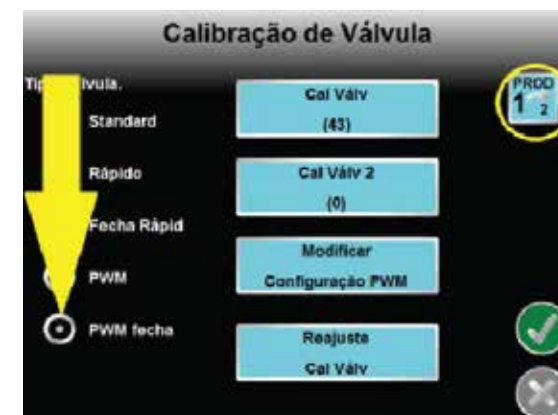 Calibração de Válvula
PROD
1 2
Cal Válv
(43)
Standard
Rápido
Cal Válv 2
(0)
Fecha Rápid
Modificar
Configuração PWM
PWM
PWM fecha
Reajuste
Cal Válv